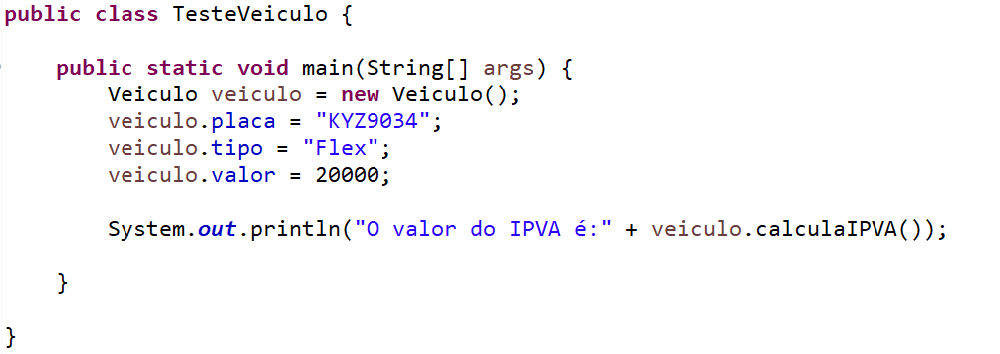 public class TesteVeiculo {
public static void main(String[] args) {
Veiculo veiculo = new Veiculo();
veiculo.placa = "KYZ9034";
veiculo.tipo = "Flex";
veiculo.valor = 20000;
System.out.println("O valor do IPVA é:" + veiculo.calculaIPVA());
}
}